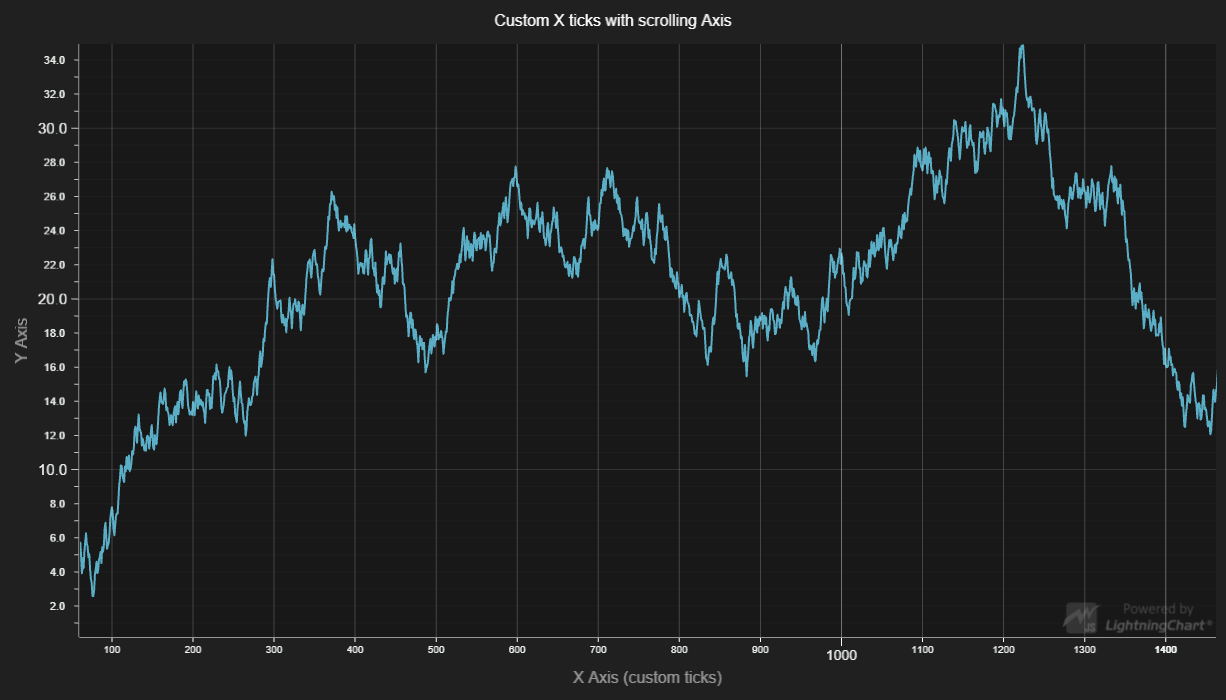 Custom X ticks with scrolling Axis
34.0
32.0
30.0
28.0
26.0
24.0
22.0
20.0
18.0
16.0
14.0
12.0
10.0
8.0
6.0
4.0
2.0
Y Axis
100 200 300 400 500 600 700 800 900 1000 1100 1200 1300 1400
X Axis (custom ticks)
Powered by
JS LightningChart®